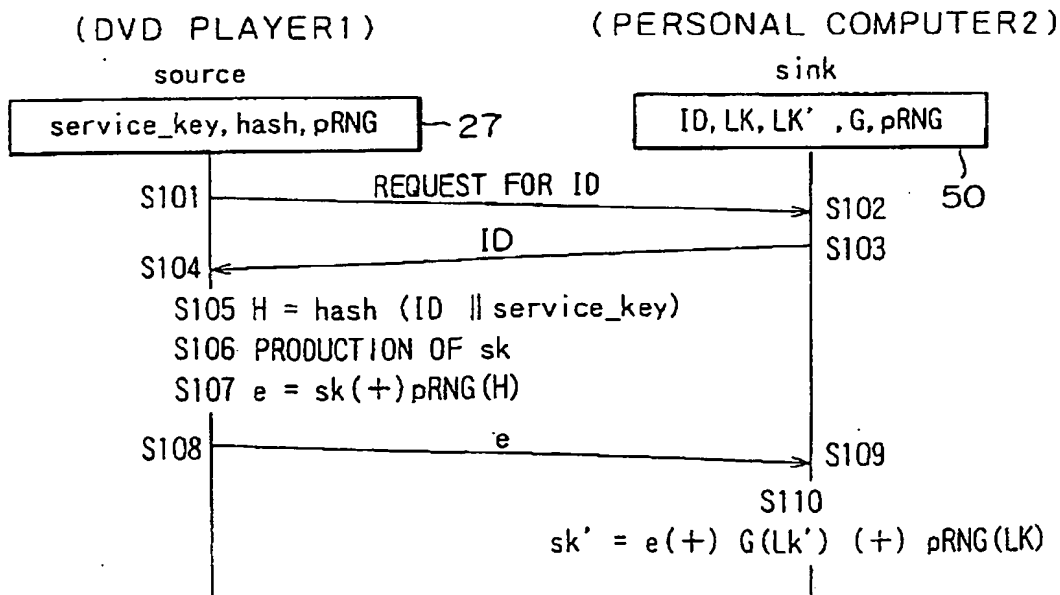 (DVD PLAYER1)
(PERSONAL COMPUTER2)
source
sink
service_key, hash, pRNG
27
ID, LK, LK', G, pRNG
50
S101
REQUEST FOR ID
S102
ID
S103
S104
S105 H = hash (ID || service_key)
S106 PRODUCTION OF sk
S107 e = sk(+)pRNG(H)
S108
e
S109
S110
sk' = e(+) G(Lk') (+) pRNG(LK)